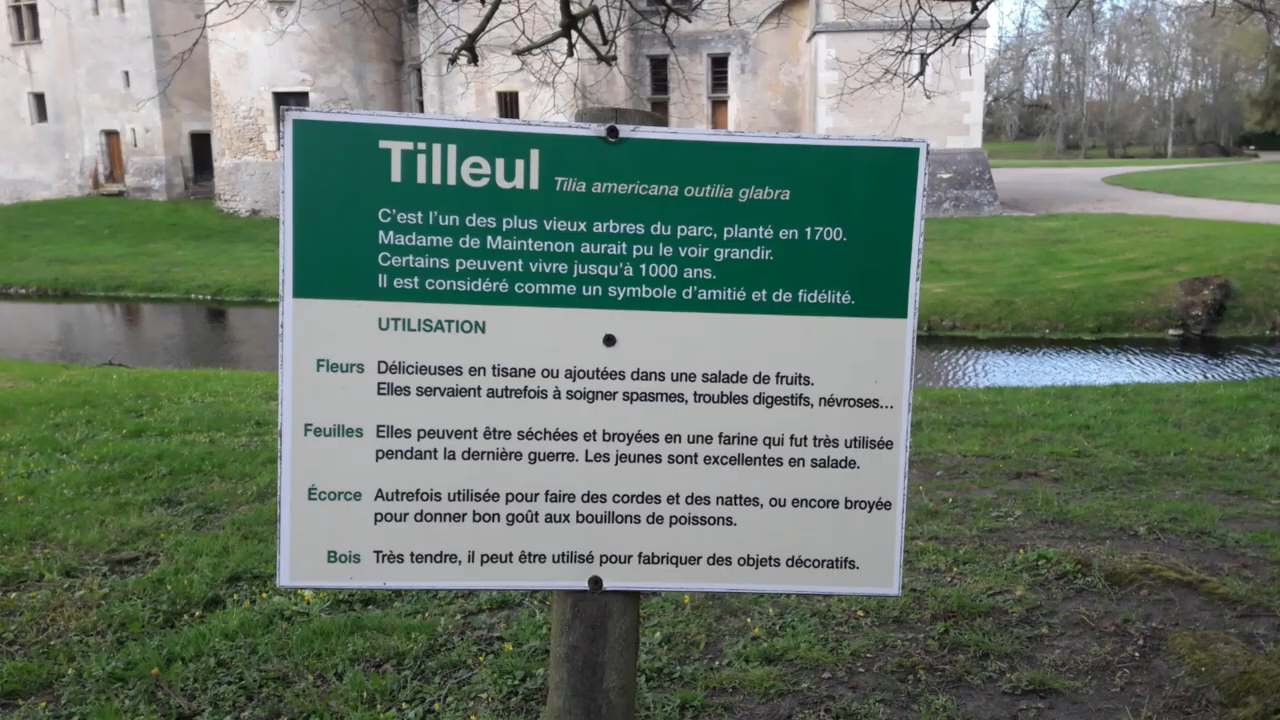 Tilleul Tilia americana outilia glabra
C'est l'un des plus vieux arbres du parc, planté en 1700.
Madame de Maintenon aurait pu le voir grandir.
Certains peuvent vivre jusqu'à 1000 ans.
Il est considéré comme un symbole d'amitié et de fidélité.
UTILISATION
Fleurs Délicieuses en tisane ou ajoutées dans une salade de fruits.
Elles servaient autrefois à soigner spasmes, troubles digestifs, névroses...
Feuilles Elles peuvent être séchées et broyées en une farine qui fut très utilisée
pendant la dernière guerre. Les jeunes sont excellentes en salade.
Écorce Autrefois utilisée pour faire des cordes et des nattes, ou encore broyée
pour donner bon goût aux bouillons de poissons.
Bois Très tendre, il peut être utilisé pour fabriquer des objets décoratifs.